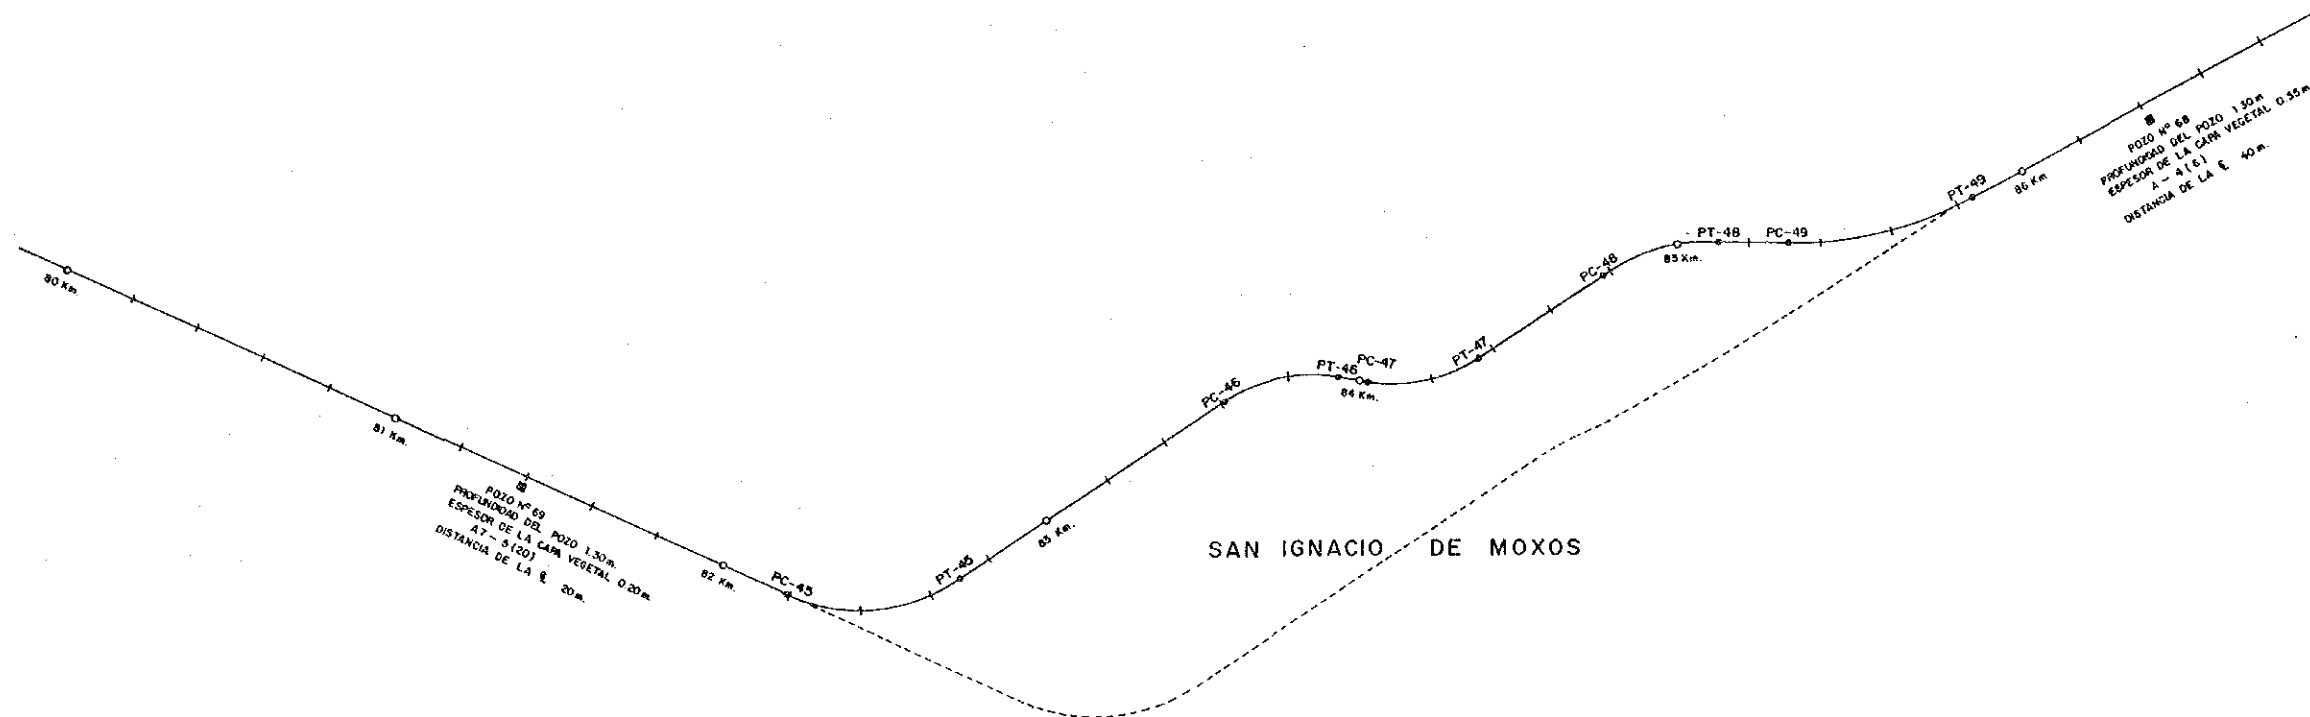 80 Km.
81 Km.
POZO Nº 69
PROFUNDIDAD DEL POZO 1.30 m.
ESPESOR DE LA CAPA VEGETAL 0.20 m.
A7 - 5 (20)
DISTANCIA DE LA ℄ 20 m.
82 Km.
PC-45
PT-45
83 Km.
PC-46
PT-46
PC-47
84 Km.
PT-47
PC-48
85 Km.
PT-48
PC-49
PT-49
86 Km
POZO Nº 68
PROFUNDIDAD DEL POZO 1.30 m
ESPESOR DE LA CAPA VEGETAL 0.35 m
A - 4 (6)
DISTANCIA DE LA ℄ 40 m.
SAN IGNACIO DE MOXOS